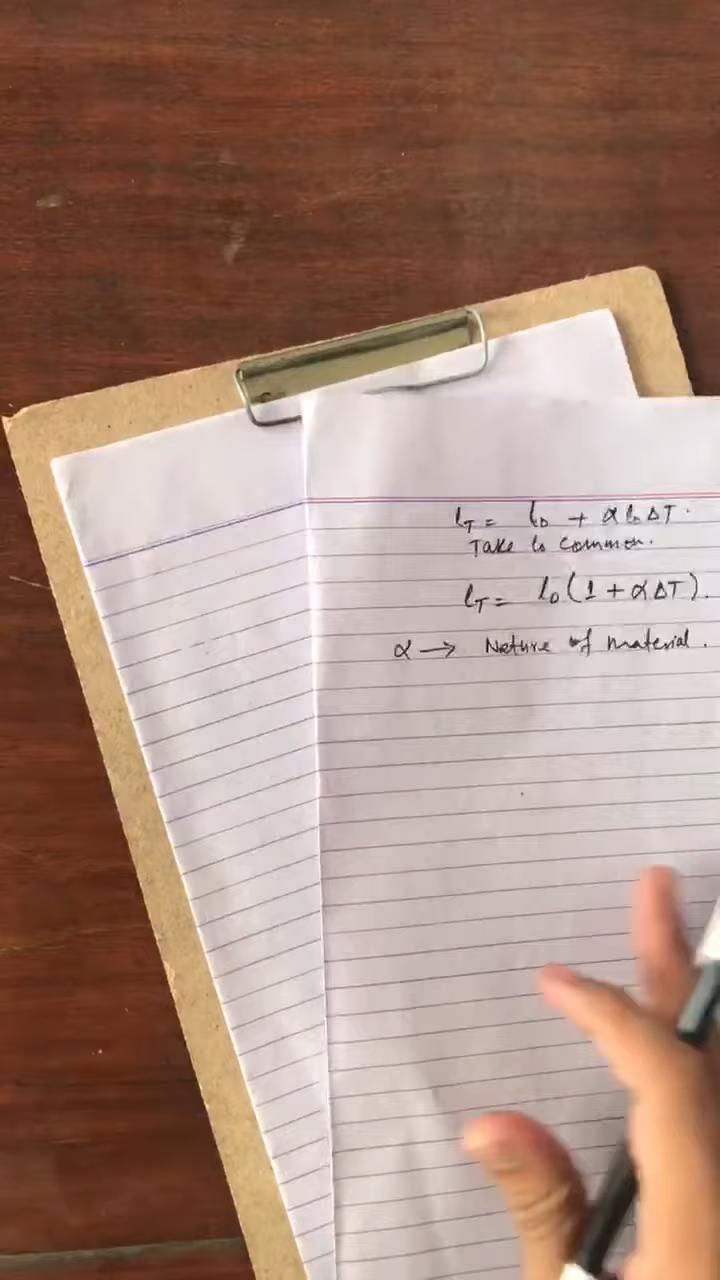 lT = l0 + αl0ΔT.
Take l0 common.
lT = l0(1 + αΔT).
α → Nature of material.